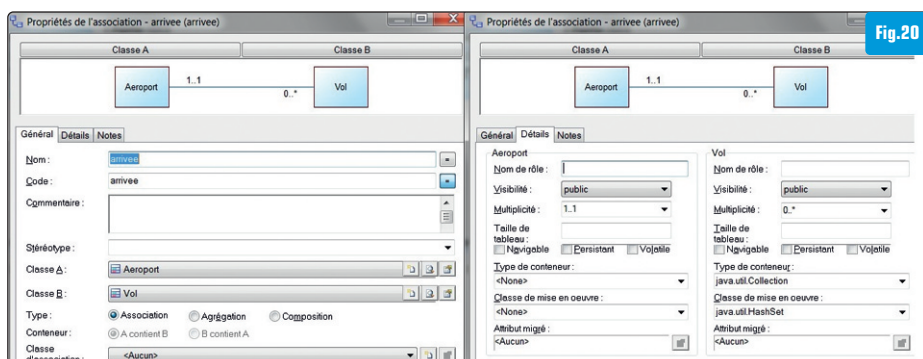 Propriétés de l'association - arrivee (arrivee)
Classe A
Classe B
Aeroport
1..1
0..*
Vol
Général Détails Notes
Nom :
arrivee
=
Code :
arrivee
=
Commentaire :
Stéréotype :
Classe A :
Aeroport
Classe B :
Vol
Type :
Association
Agrégation
Composition
Conteneur :
A contient B
B contient A
Classe
d'association :
<Aucun>
Propriétés de l'association - arrivee (arrivee)
Fig.20
Classe A
Classe B
Aeroport
1..1
0..*
Vol
Général Détails Notes
Aeroport
Nom de rôle :
Visibilité :
public
Multiplicité :
1..1
Taille de
tableau :
Navigable
Persistant
Volatile
Type de conteneur :
<None>
Classe de mise en oeuvre :
<None>
Attribut migré :
<Aucun>
Vol
Nom de rôle :
Visibilité :
public
Multiplicité :
0..*
Taille de
tableau :
Navigable
Persistant
Volatile
Type de conteneur :
java.util.Collection
Classe de mise en oeuvre :
java.util.HashSet
Attribut migré :
<Aucun>